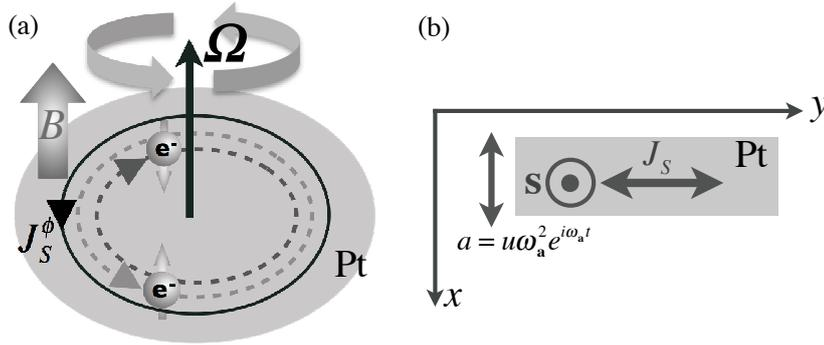 (a)
Ω
B
e⁻
J_S^ϕ
e⁻
Pt
(b)
y
J_S
Pt
s
a = uω_a^2 e^{iω_a t}
x